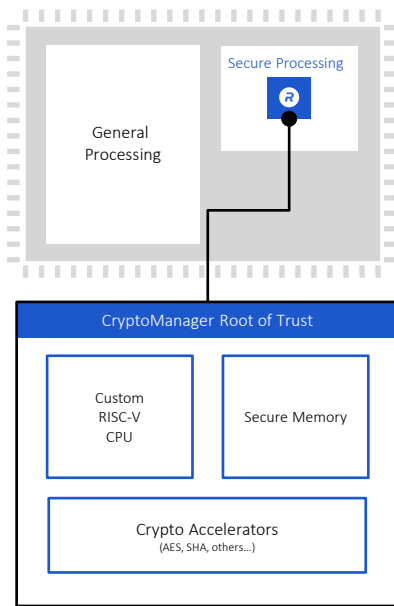 Secure Processing
R
General
Processing
CryptoManager Root of Trust
Custom
RISC-V
CPU
Secure Memory
Crypto Accelerators
(AES, SHA, others...)